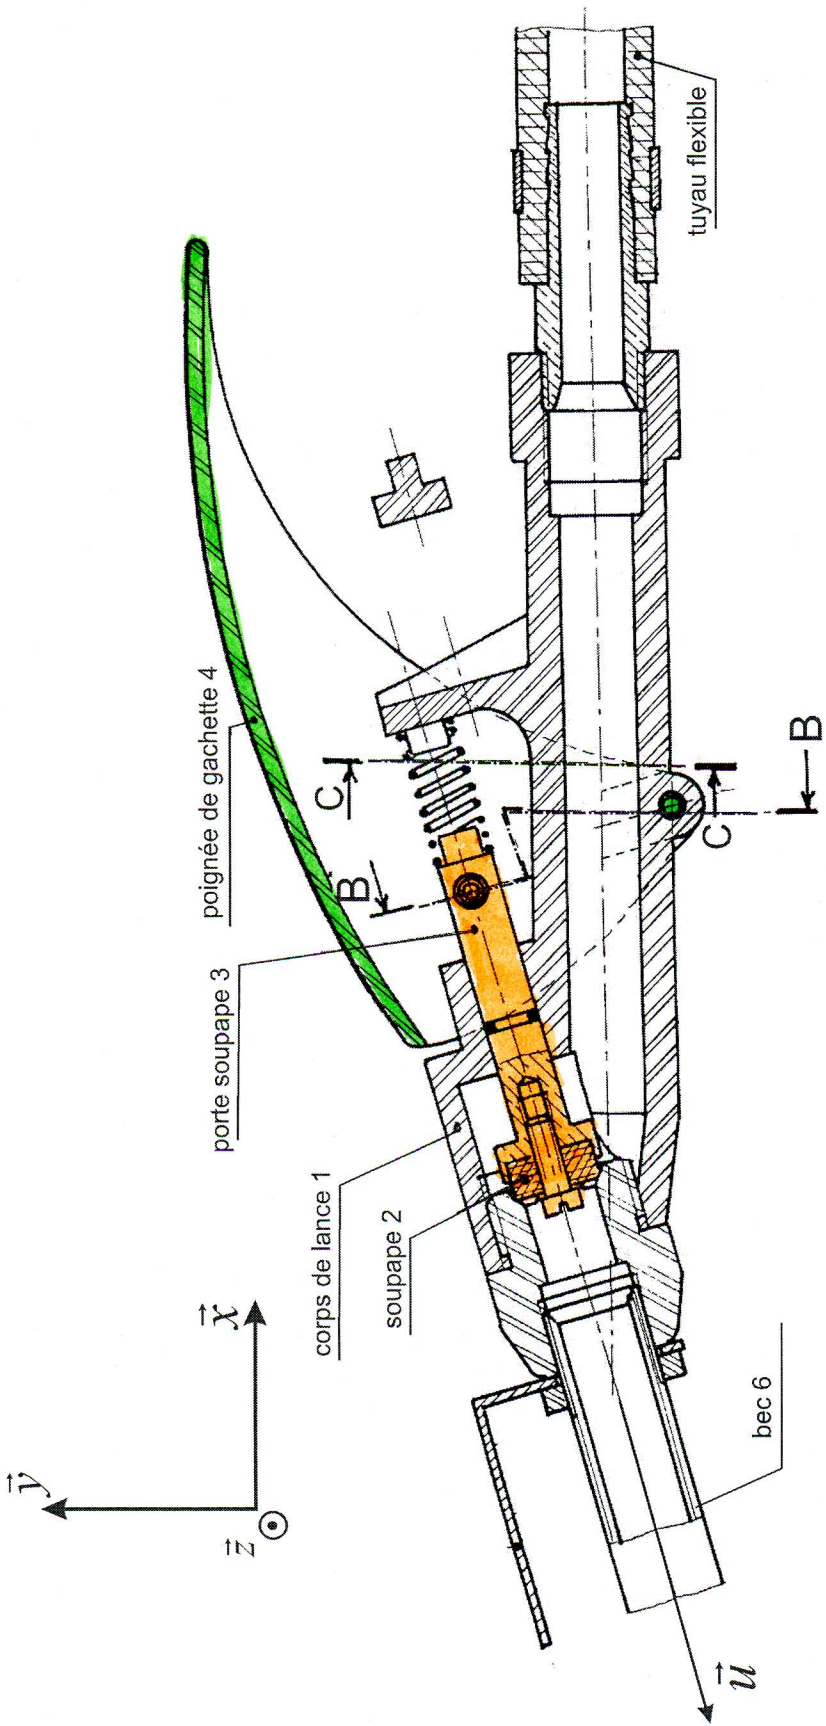 tuyau flexible
poignée de gachette 4
C
B
porte soupape 3
C
B
corps de lance 1
soupape 2
x
y
z
bec 6
u